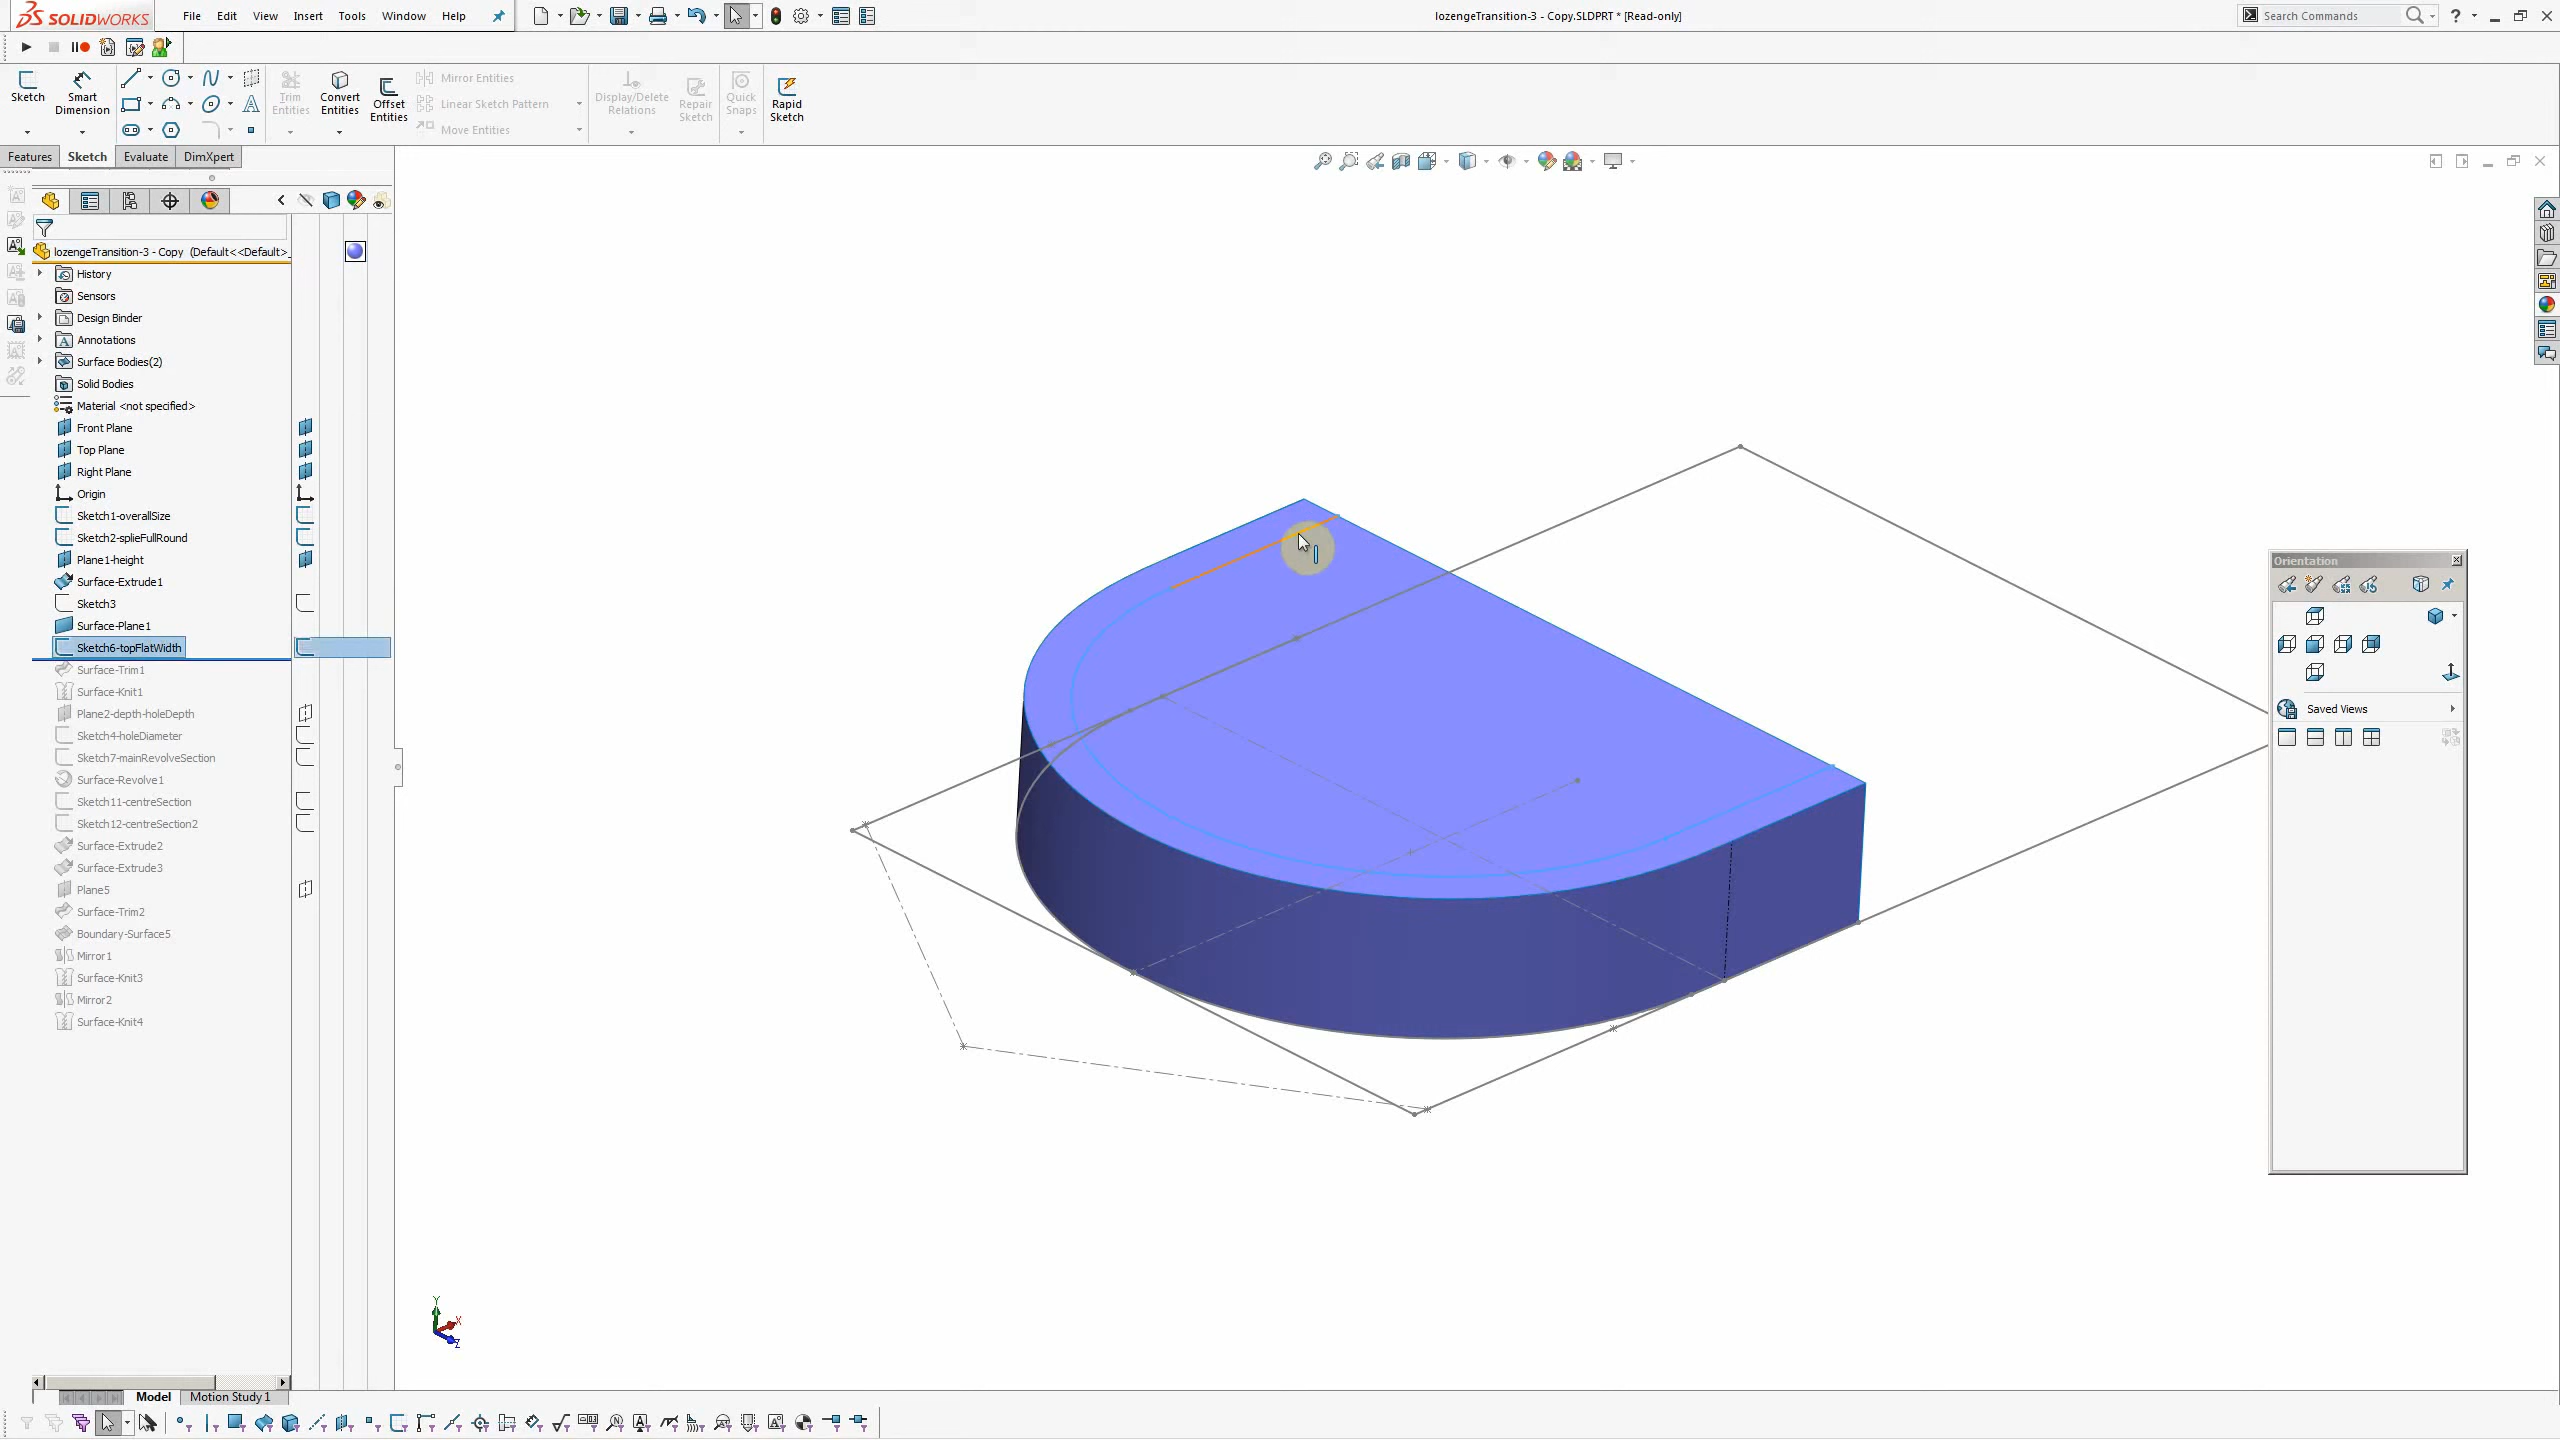 SOLIDWORKS
File Edit View Insert Tools Window Help
lozengeTransition-3 - Copy.SLDPRT * [Read-only]
Search Commands
?
Sketch
Smart
Dimension
Trim
Entities
Convert
Entities
Offset
Entities
Mirror Entities
Linear Sketch Pattern
Move Entities
Display/Delete
Relations
Repair
Sketch
Quick
Snaps
Rapid
Sketch
Features Sketch Evaluate DimXpert
lozengeTransition-3 - Copy (Default<<Default>_
History
Sensors
Design Binder
Annotations
Surface Bodies(2)
Solid Bodies
Material <not specified>
Front Plane
Top Plane
Right Plane
Origin
Sketch1-overallSize
Sketch2-splieFullRound
Plane1-height
Surface-Extrude1
Sketch3
Surface-Plane1
Sketch6-topFlatWidth
Surface-Trim1
Surface-Knit1
Plane2-depth-holeDepth
Sketch4-holeDiameter
Sketch7-mainRevolveSection
Surface-Revolve1
Sketch11-centreSection
Sketch12-centreSection2
Surface-Extrude2
Surface-Extrude3
Plane5
Surface-Trim2
Boundary-Surface5
Mirror1
Surface-Knit3
Mirror2
Surface-Knit4
Orientation
Saved Views
Y
X
Z
Model Motion Study 1